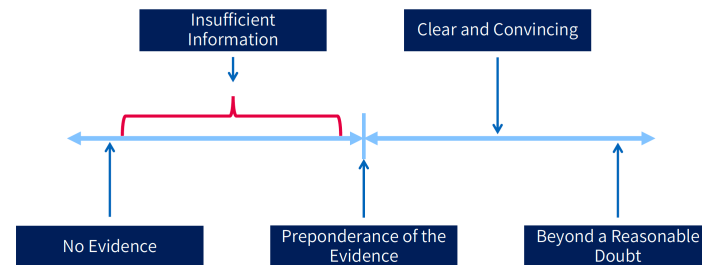 Insufficient
Information
Clear and Convincing
No Evidence
Preponderance of the
Evidence
Beyond a Reasonable
Doubt